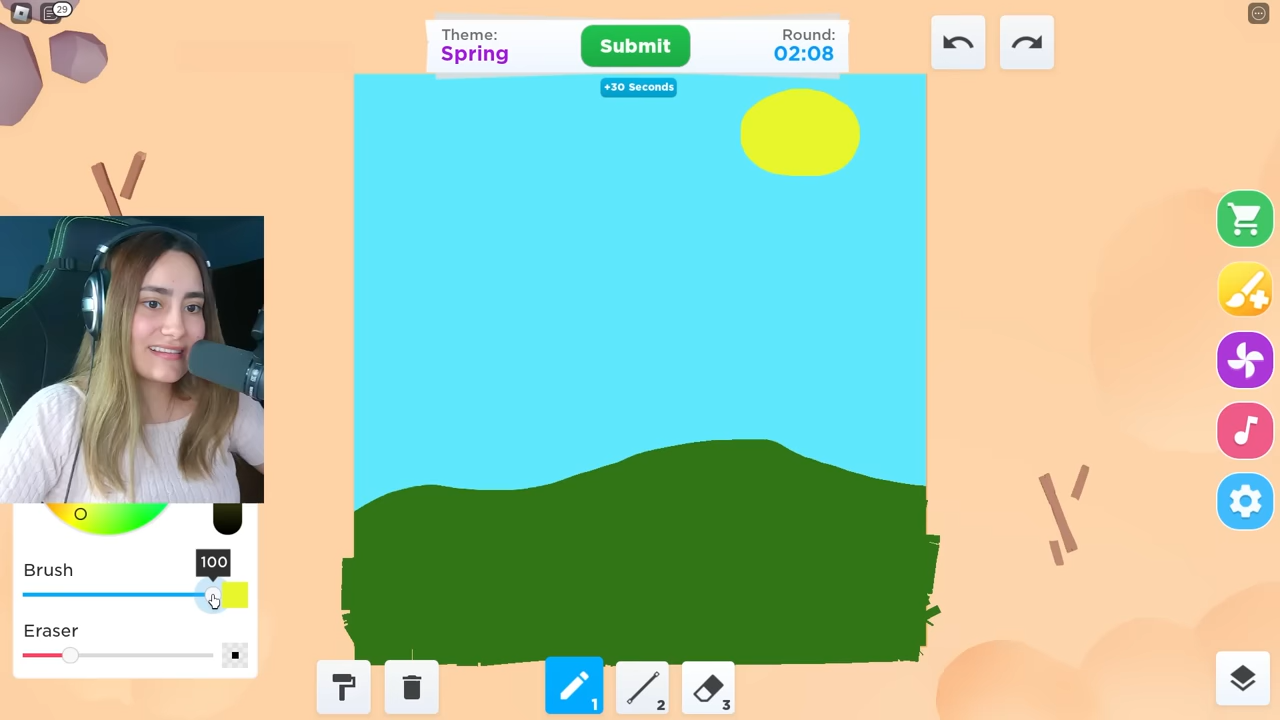 29
Theme:
Spring
Submit
Round:
02:08
+30 Seconds
100
Brush
Eraser
1
2
3